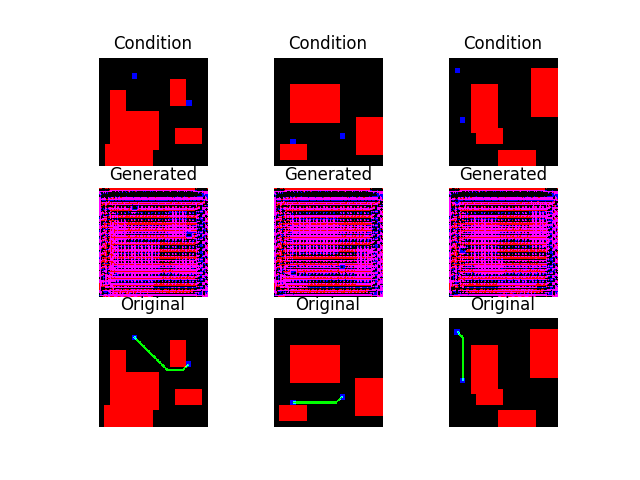 Condition Condition Condition
Generated Generated Generated
Original Original Original